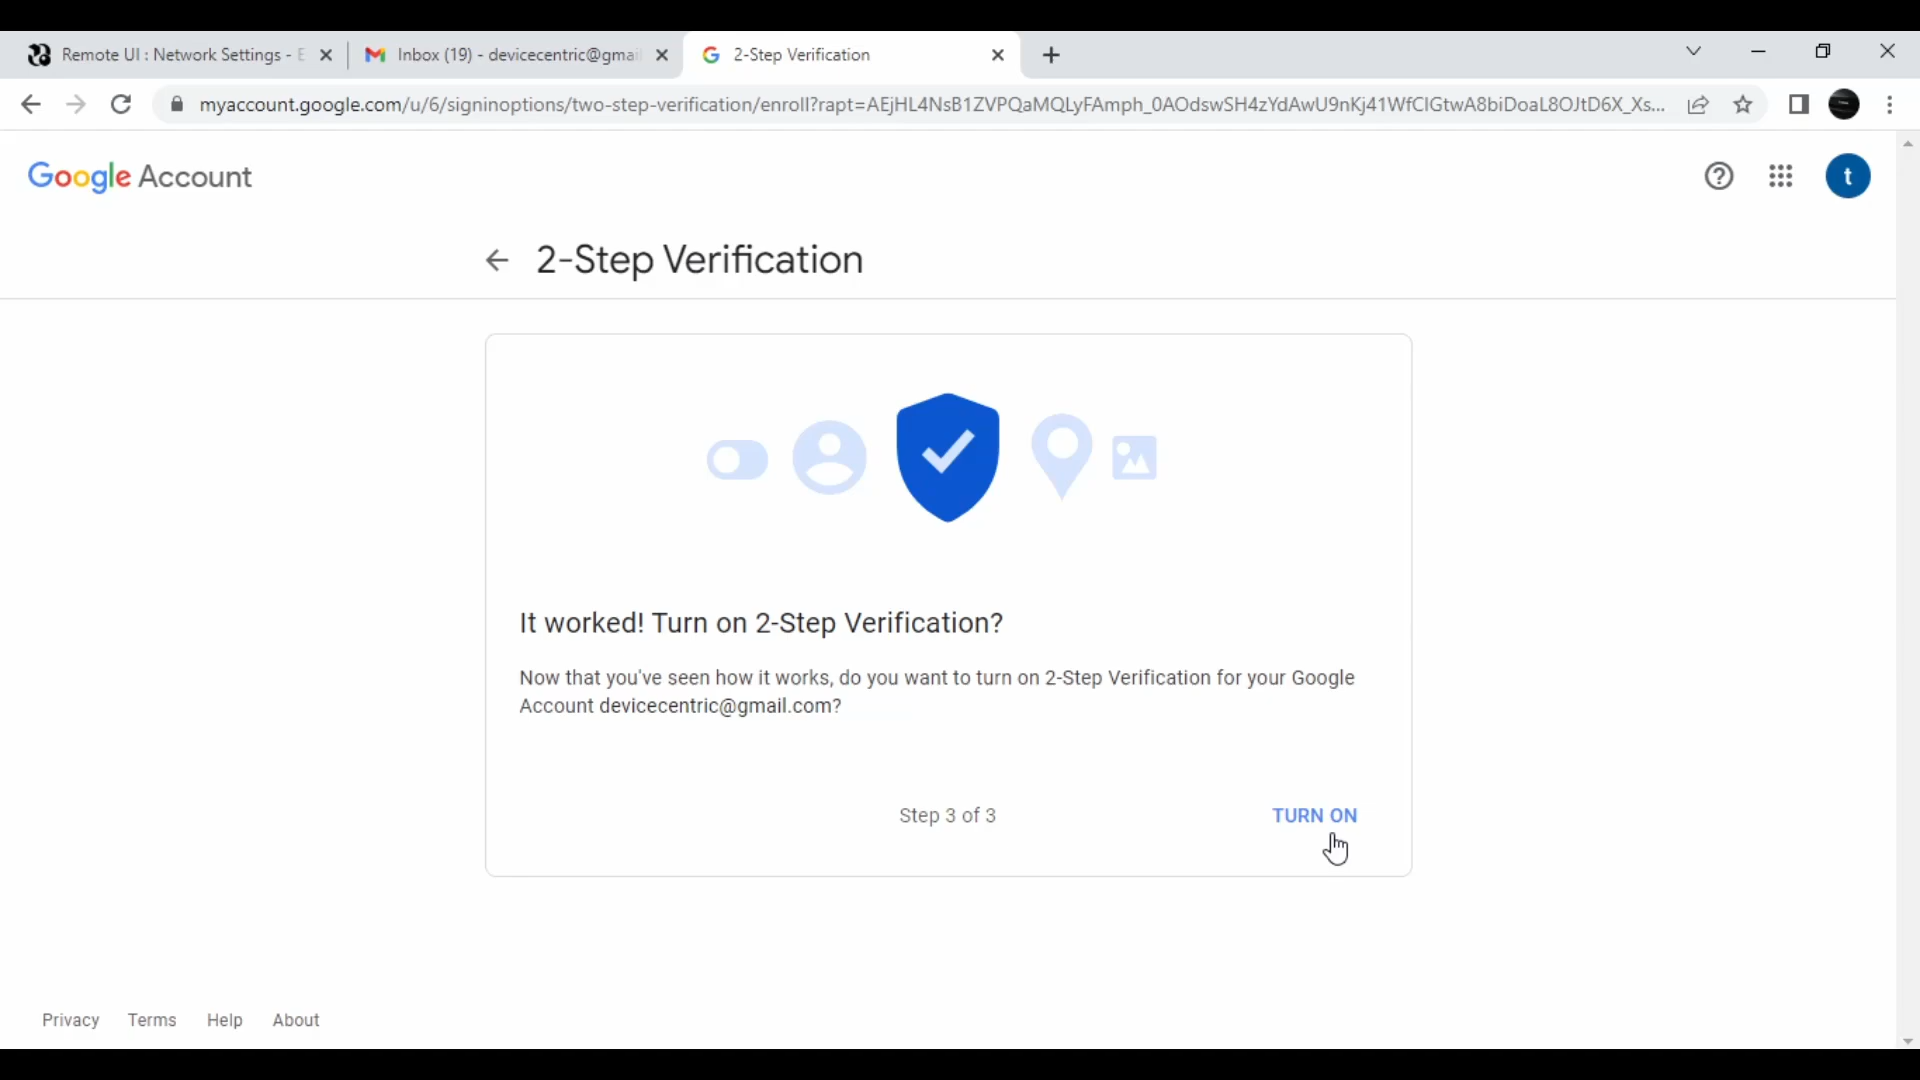 Remote UI : Network Settings - E
Inbox (19) - devicecentric@gmai
2-Step Verification
myaccount.google.com/u/6/signinoptions/two-step-verification/enroll?rapt=AEjHL4NsB1ZVPQaMQLyFAmph_0AOdswSH4zYdAwU9nKj41WfCIGtwA8biDoaL8OJtD6X_Xs...
Google Account
t
2-Step Verification
It worked! Turn on 2-Step Verification?
Now that you've seen how it works, do you want to turn on 2-Step Verification for your Google
Account devicecentric@gmail.com?
Step 3 of 3
TURN ON
Privacy Terms Help About